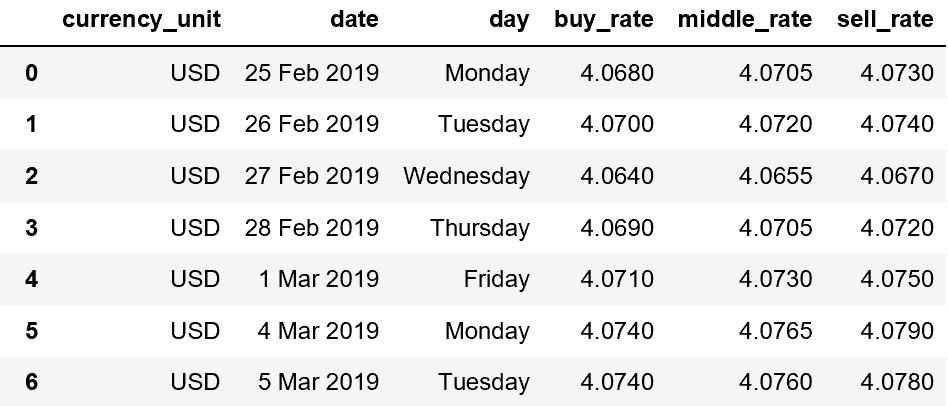 currency_unit date day buy_rate middle_rate sell_rate
0 USD 25 Feb 2019 Monday 4.0680 4.0705 4.0730
1 USD 26 Feb 2019 Tuesday 4.0700 4.0720 4.0740
2 USD 27 Feb 2019 Wednesday 4.0640 4.0655 4.0670
3 USD 28 Feb 2019 Thursday 4.0690 4.0705 4.0720
4 USD 1 Mar 2019 Friday 4.0710 4.0730 4.0750
5 USD 4 Mar 2019 Monday 4.0740 4.0765 4.0790
6 USD 5 Mar 2019 Tuesday 4.0740 4.0760 4.0780